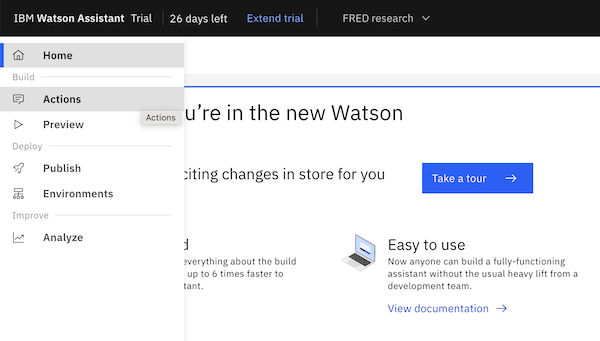 IBM Watson Assistant Trial 26 days left Extend trial FRED research
Home
Build
Actions
Actions
Preview
Deploy
Publish
Environments
Improve
Analyze
u're in the new Watson
citing changes in store for you
Take a tour
d
everything about the build
up to 6 times faster to
tant.
Easy to use
Now anyone can build a fully-functioning
assistant without the usual heavy lift from a
development team.
View documentation